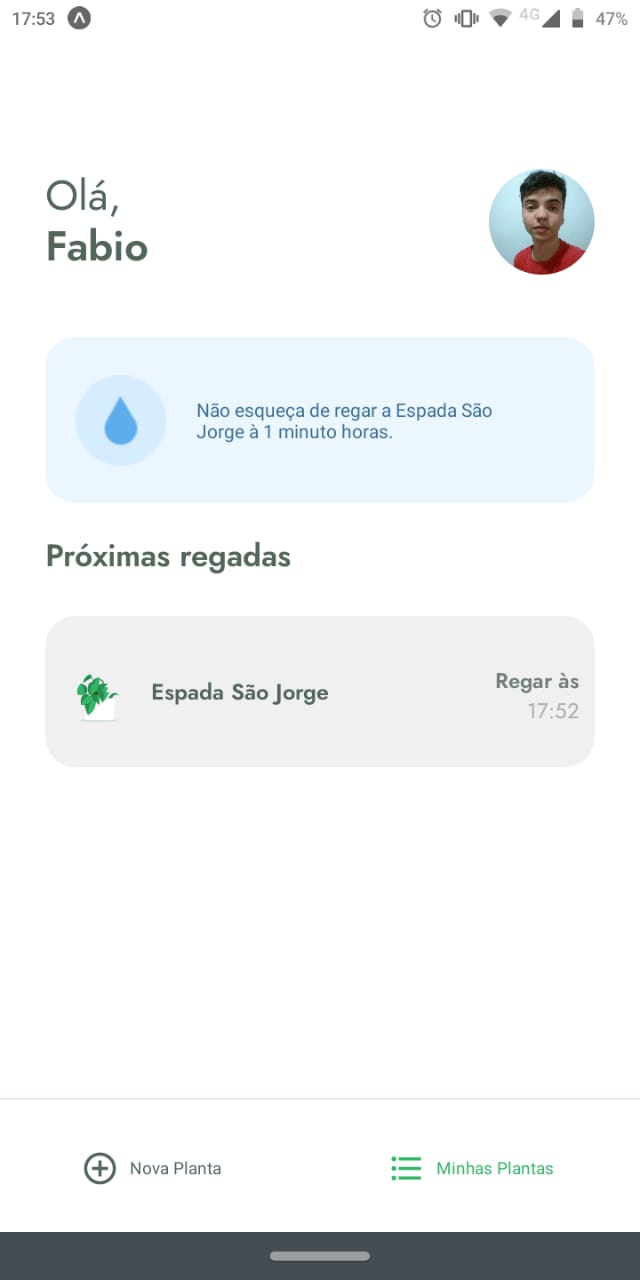 17:53
4G
47%
Olá,
Fabio
Não esqueça de regar a Espada São
Jorge à 1 minuto horas.
Próximas regadas
Espada São Jorge
Regar às
17:52
Nova Planta
Minhas Plantas